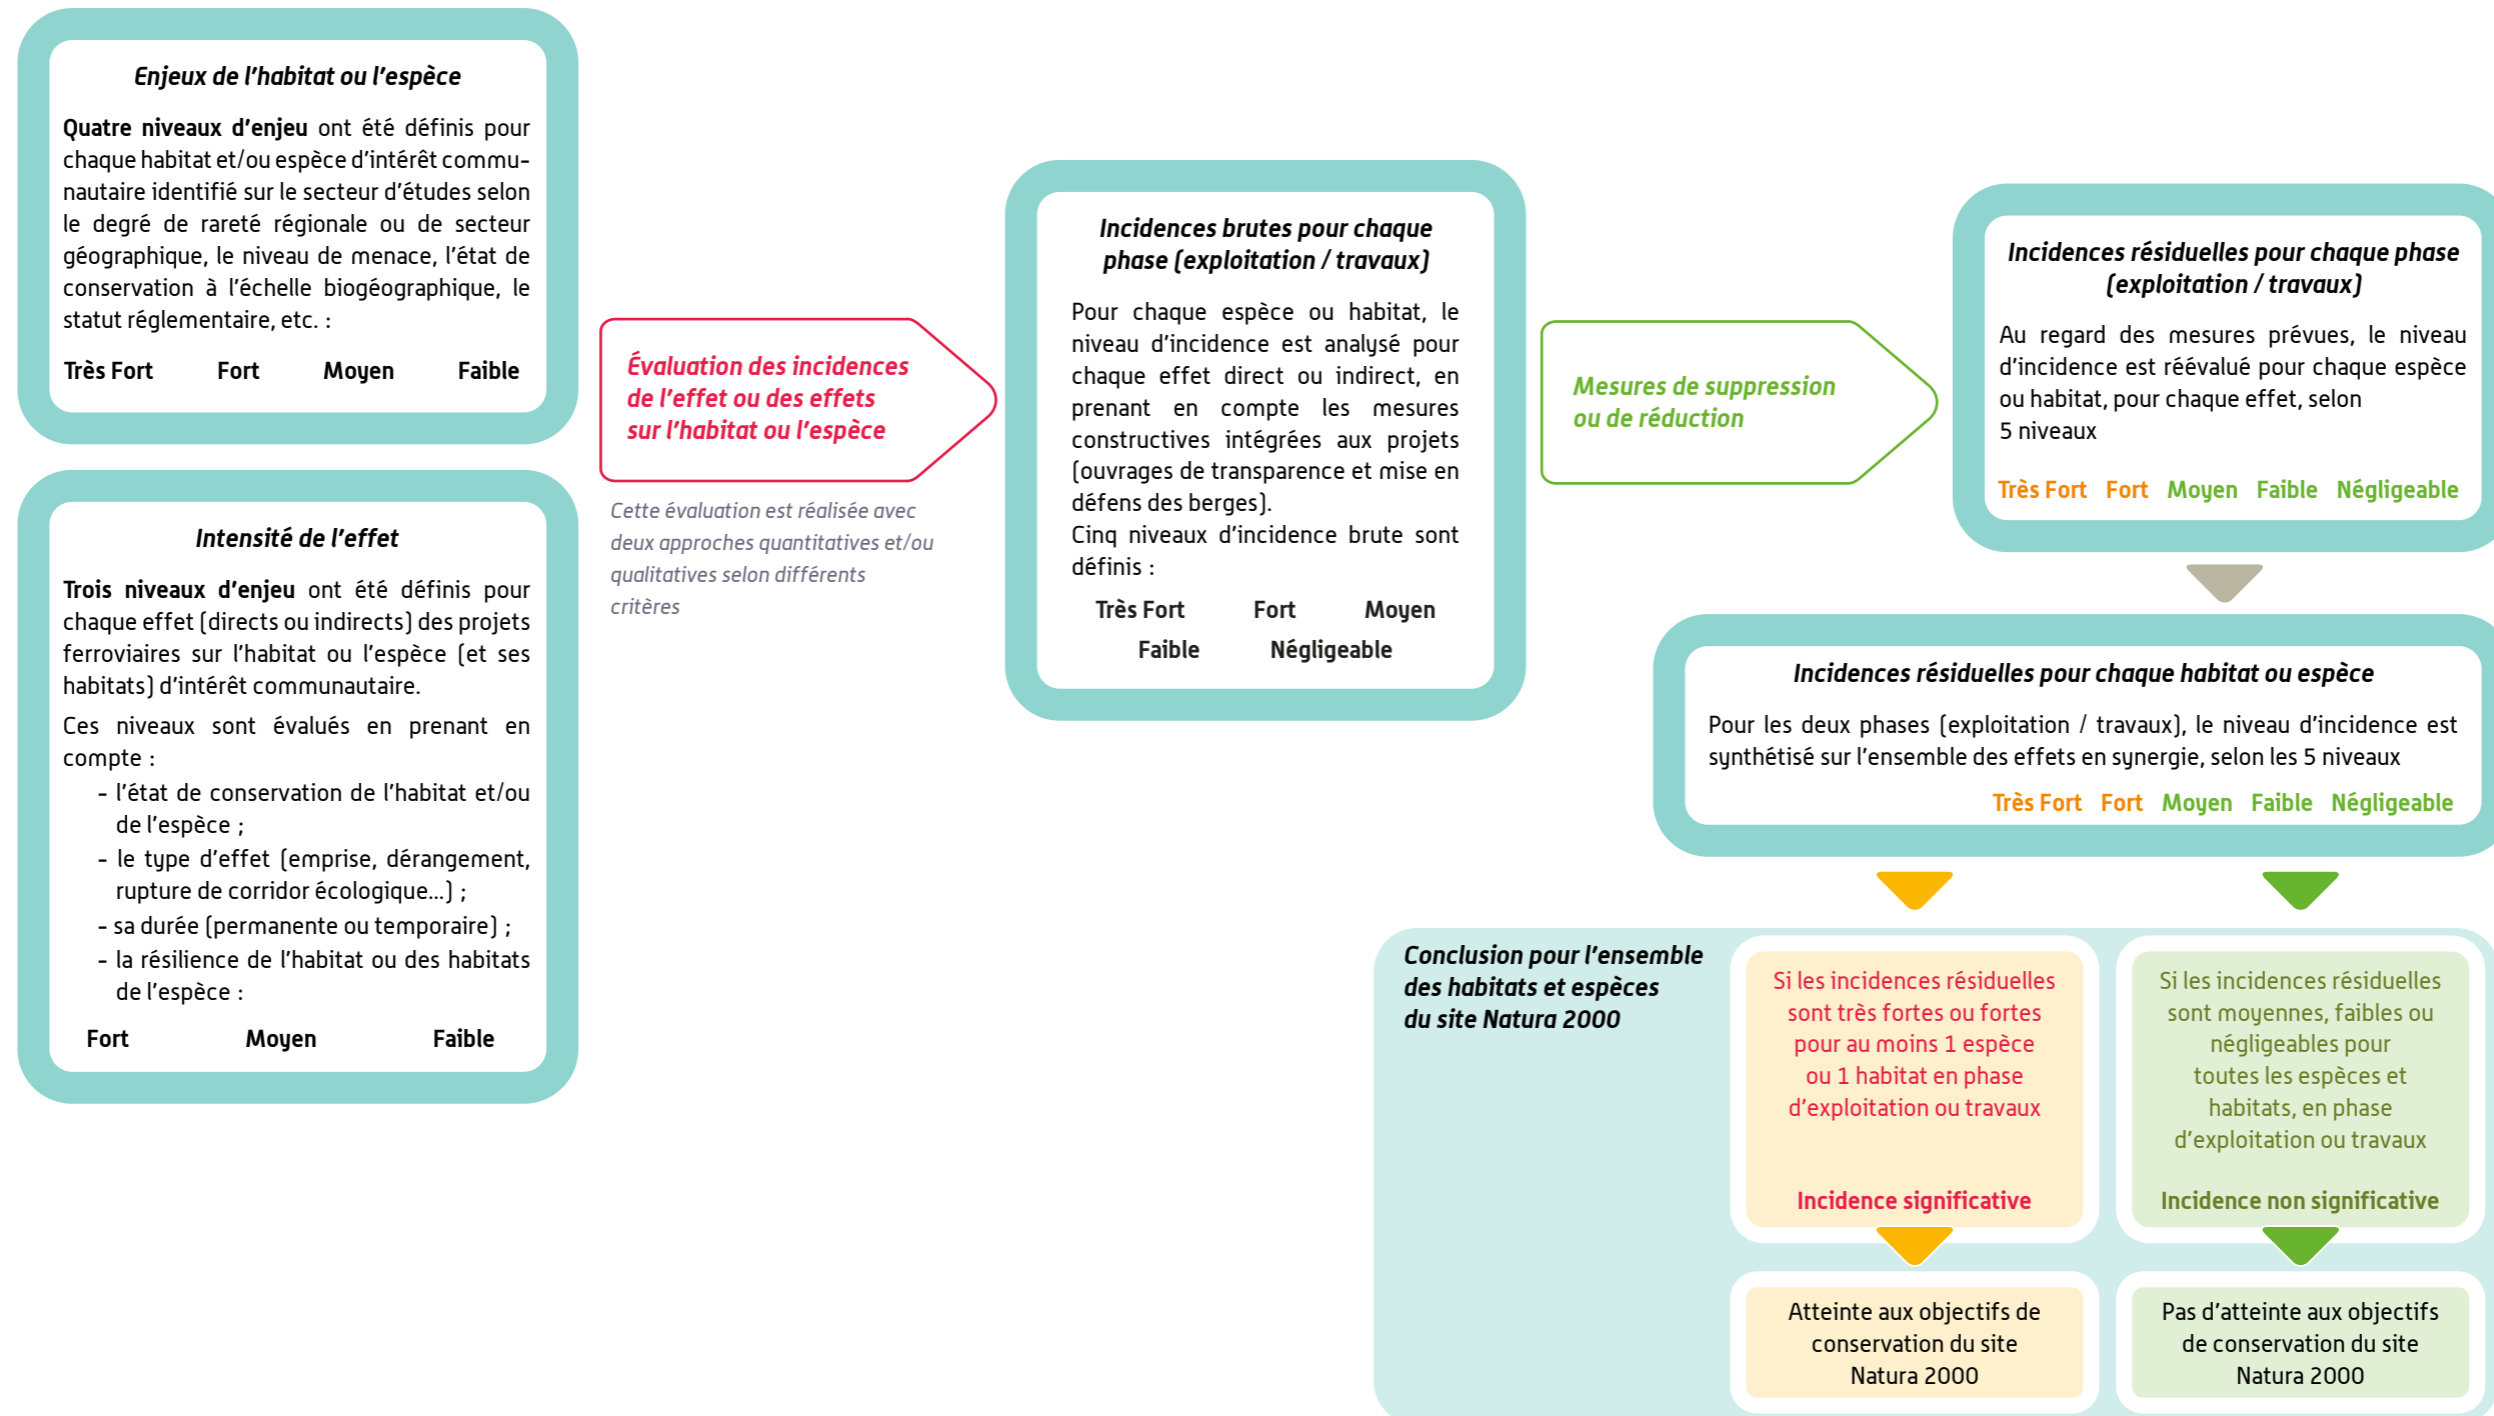 Enjeux de l'habitat ou l'espèce
Quatre niveaux d'enjeu ont été définis pour
chaque habitat et/ou espèce d'intérêt commu-
nautaire identifié sur le secteur d'études selon
le degré de rareté régionale ou de secteur
géographique, le niveau de menace, l'état de
conservation à l'échelle biogéographique, le
statut réglementaire, etc. :
Très Fort Fort Moyen Faible
Intensité de l'effet
Trois niveaux d'enjeu ont été définis pour
chaque effet (directs ou indirects) des projets
ferroviaires sur l'habitat ou l'espèce (et ses
habitats) d'intérêt communautaire.
Ces niveaux sont évalués en prenant en
compte :
- l'état de conservation de l'habitat et/ou
de l'espèce ;
- le type d'effet (emprise, dérangement,
rupture de corridor écologique...) ;
- sa durée (permanente ou temporaire) ;
- la résilience de l'habitat ou des habitats
de l'espèce :
Fort Moyen Faible
Évaluation des incidences
de l'effet ou des effets
sur l'habitat ou l'espèce
Cette évaluation est réalisée avec
deux approches quantitatives et/ou
qualitatives selon différents
critères
Incidences brutes pour chaque
phase (exploitation / travaux)
Pour chaque espèce ou habitat, le
niveau d'incidence est analysé pour
chaque effet direct ou indirect, en
prenant en compte les mesures
constructives intégrées aux projets
(ouvrages de transparence et mise en
défens des berges).
Cinq niveaux d'incidence brute sont
définis :
Très Fort Fort Moyen
Faible Négligeable
Mesures de suppression
ou de réduction
Incidences résiduelles pour chaque phase
(exploitation / travaux)
Au regard des mesures prévues, le niveau
d'incidence est réévalué pour chaque espèce
ou habitat, pour chaque effet, selon
5 niveaux
Très Fort Fort Moyen Faible Négligeable
Incidences résiduelles pour chaque habitat ou espèce
Pour les deux phases (exploitation / travaux), le niveau d'incidence est
synthétisé sur l'ensemble des effets en synergie, selon les 5 niveaux
Très Fort Fort Moyen Faible Négligeable
Conclusion pour l'ensemble
des habitats et espèces
du site Natura 2000
Si les incidences résiduelles
sont très fortes ou fortes
pour au moins 1 espèce
ou 1 habitat en phase
d'exploitation ou travaux
Incidence significative
Atteinte aux objectifs de
conservation du site
Natura 2000
Si les incidences résiduelles
sont moyennes, faibles ou
négligeables pour
toutes les espèces et
habitats, en phase
d'exploitation ou travaux
Incidence non significative
Pas d'atteinte aux objectifs
de conservation du site
Natura 2000